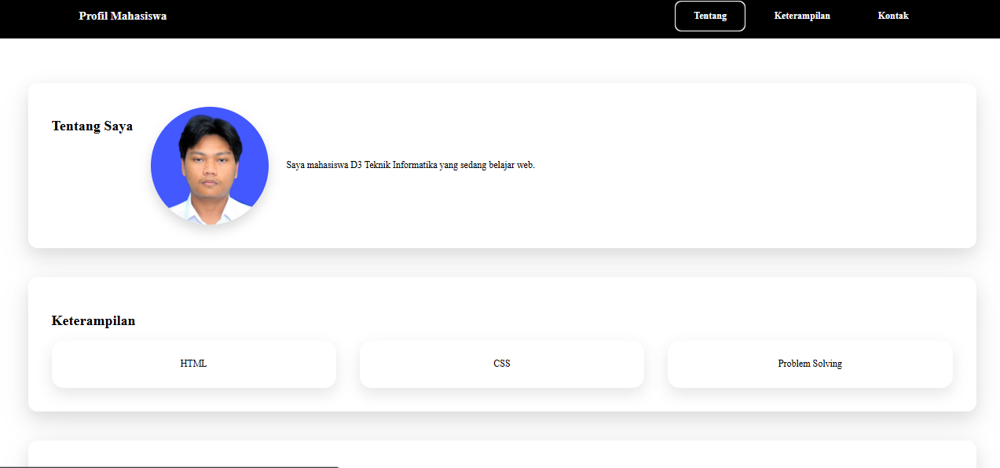 Profil Mahasiswa
Tentang
Keterampilan
Kontak
Tentang Saya
Saya mahasiswa D3 Teknik Informatika yang sedang belajar web.
Keterampilan
HTML
CSS
Problem Solving